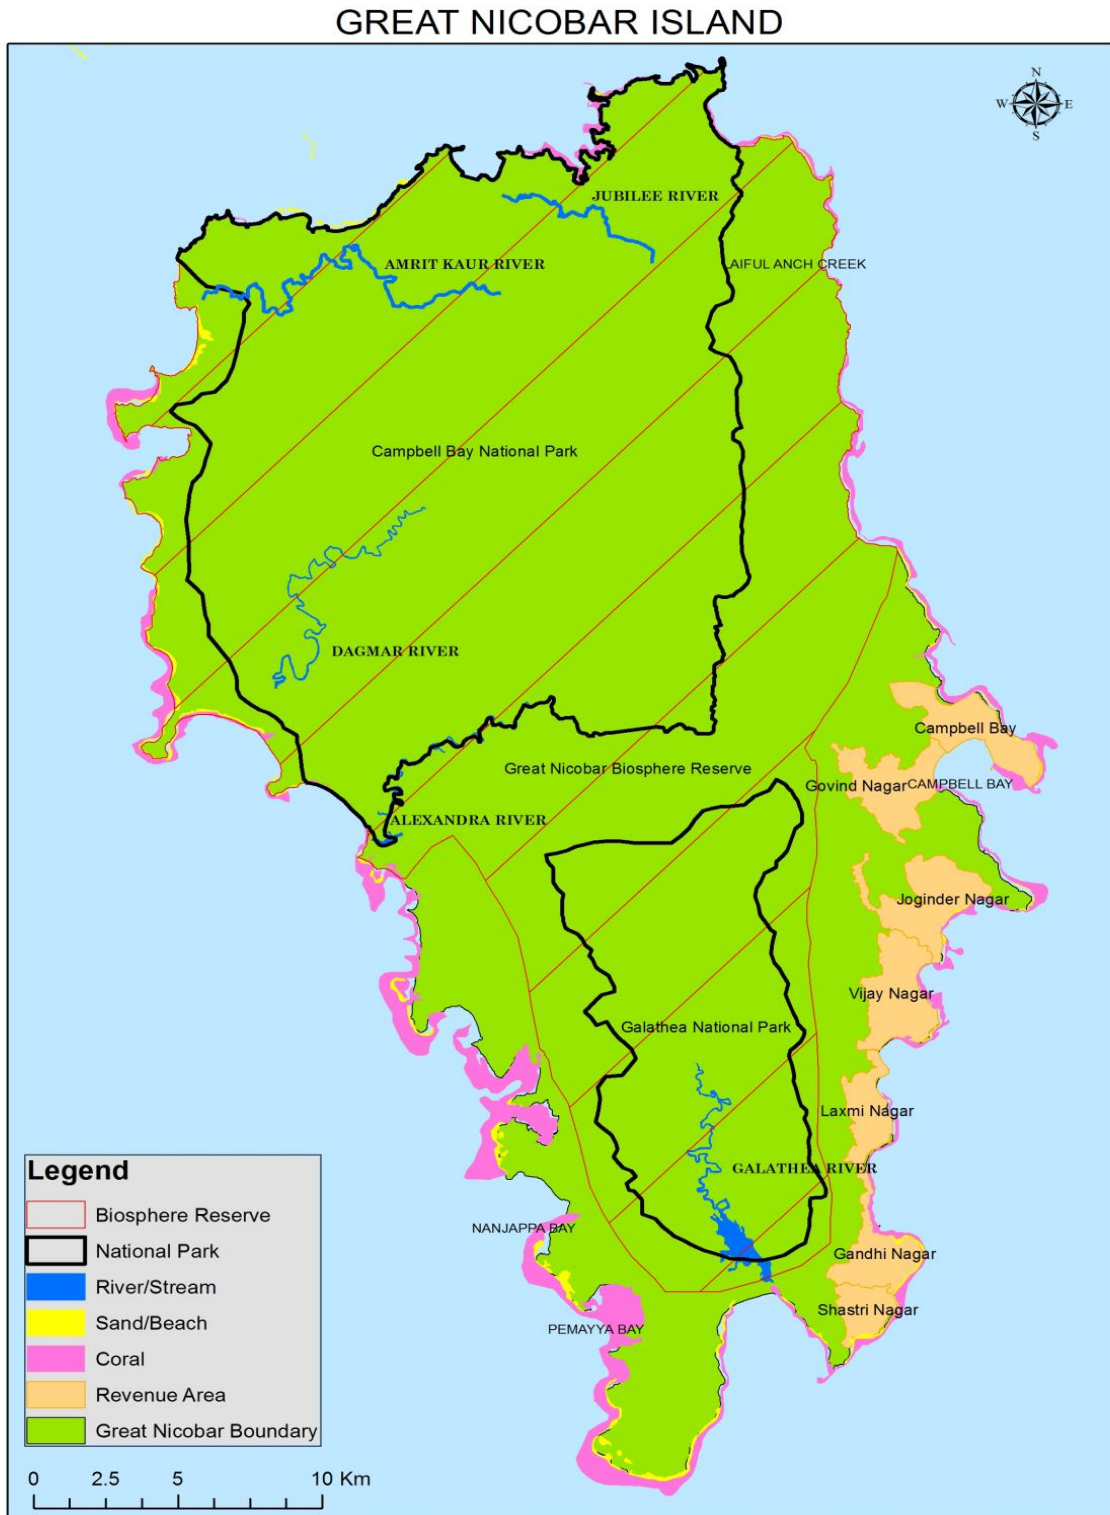 GREAT NICOBAR ISLAND
N
W E
S
JUBILEE RIVER
AMRIT KAUR RIVER
AIFUL ANCH CREEK
Campbell Bay National Park
DAGMAR RIVER
Campbell Bay
Great Nicobar Biosphere Reserve
Govind Nagar
CAMPBELL BAY
ALEXANDRA RIVER
Joginder Nagar
Vijay Nagar
Galathea National Park
Laxmi Nagar
GALATHEA RIVER
NANJAPPA BAY
Gandhi Nagar
Shastri Nagar
PEMAYYA BAY
Legend
Biosphere Reserve
National Park
River/Stream
Sand/Beach
Coral
Revenue Area
Great Nicobar Boundary
0 2.5 5 10 Km